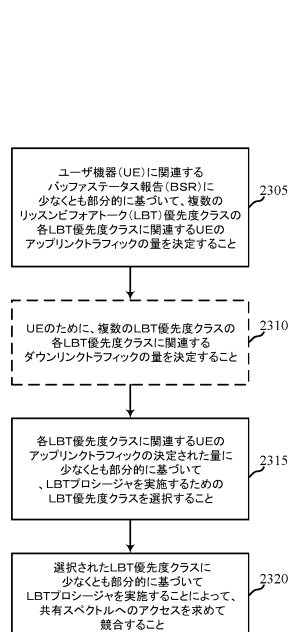 ユーザ機器(UE)に関連する
バッファステータス報告(BSR)に
少なくとも部分的に基づいて、複数の
リッスンビフォアトーク(LBT)優先度クラスの
各LBT優先度クラスに関連するUEの
アップリンクトラフィックの量を決定すること
2305
UEのために、複数のLBT優先度クラスの
各LBT優先度クラスに関連する
ダウンリンクトラフィックの量を決定すること
2310
各LBT優先度クラスに関連するUEの
アップリンクトラフィックの決定された量に
少なくとも部分的に基づいて
、LBTプロシージャを実施するための
LBT優先度クラスを選択すること
2315
選択されたLBT優先度クラスに
少なくとも部分的に基づいて
LBTプロシージャを実施することによって、
共有スペクトルへのアクセスを求めて
競合すること
2320